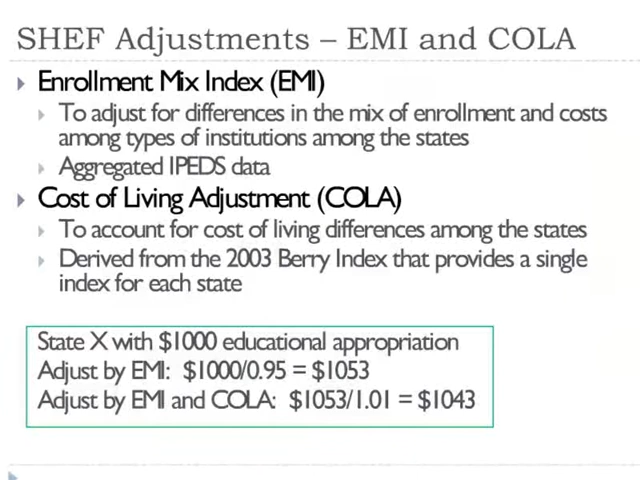 SHEF Adjustments – EMI and COLA
Enrollment Mix Index (EMI)
To adjust for differences in the mix of enrollment and costs
among types of institutions among the states
Aggregated IPEDS data
Cost of Living Adjustment (COLA)
To account for cost of living differences among the states
Derived from the 2003 Berry Index that provides a single
index for each state
State X with $1000 educational appropriation
Adjust by EMI: $1000/0.95 = $1053
Adjust by EMI and COLA: $1053/1.01 = $1043